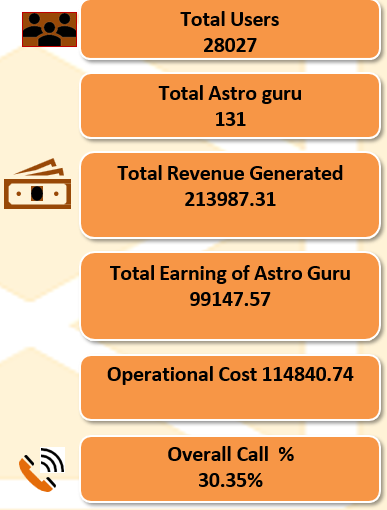 Total Users
28027
Total Astro guru
131
Total Revenue Generated
213987.31
Total Earning of Astro Guru
99147.57
Operational Cost 114840.74
Overall Call  %
30.35%